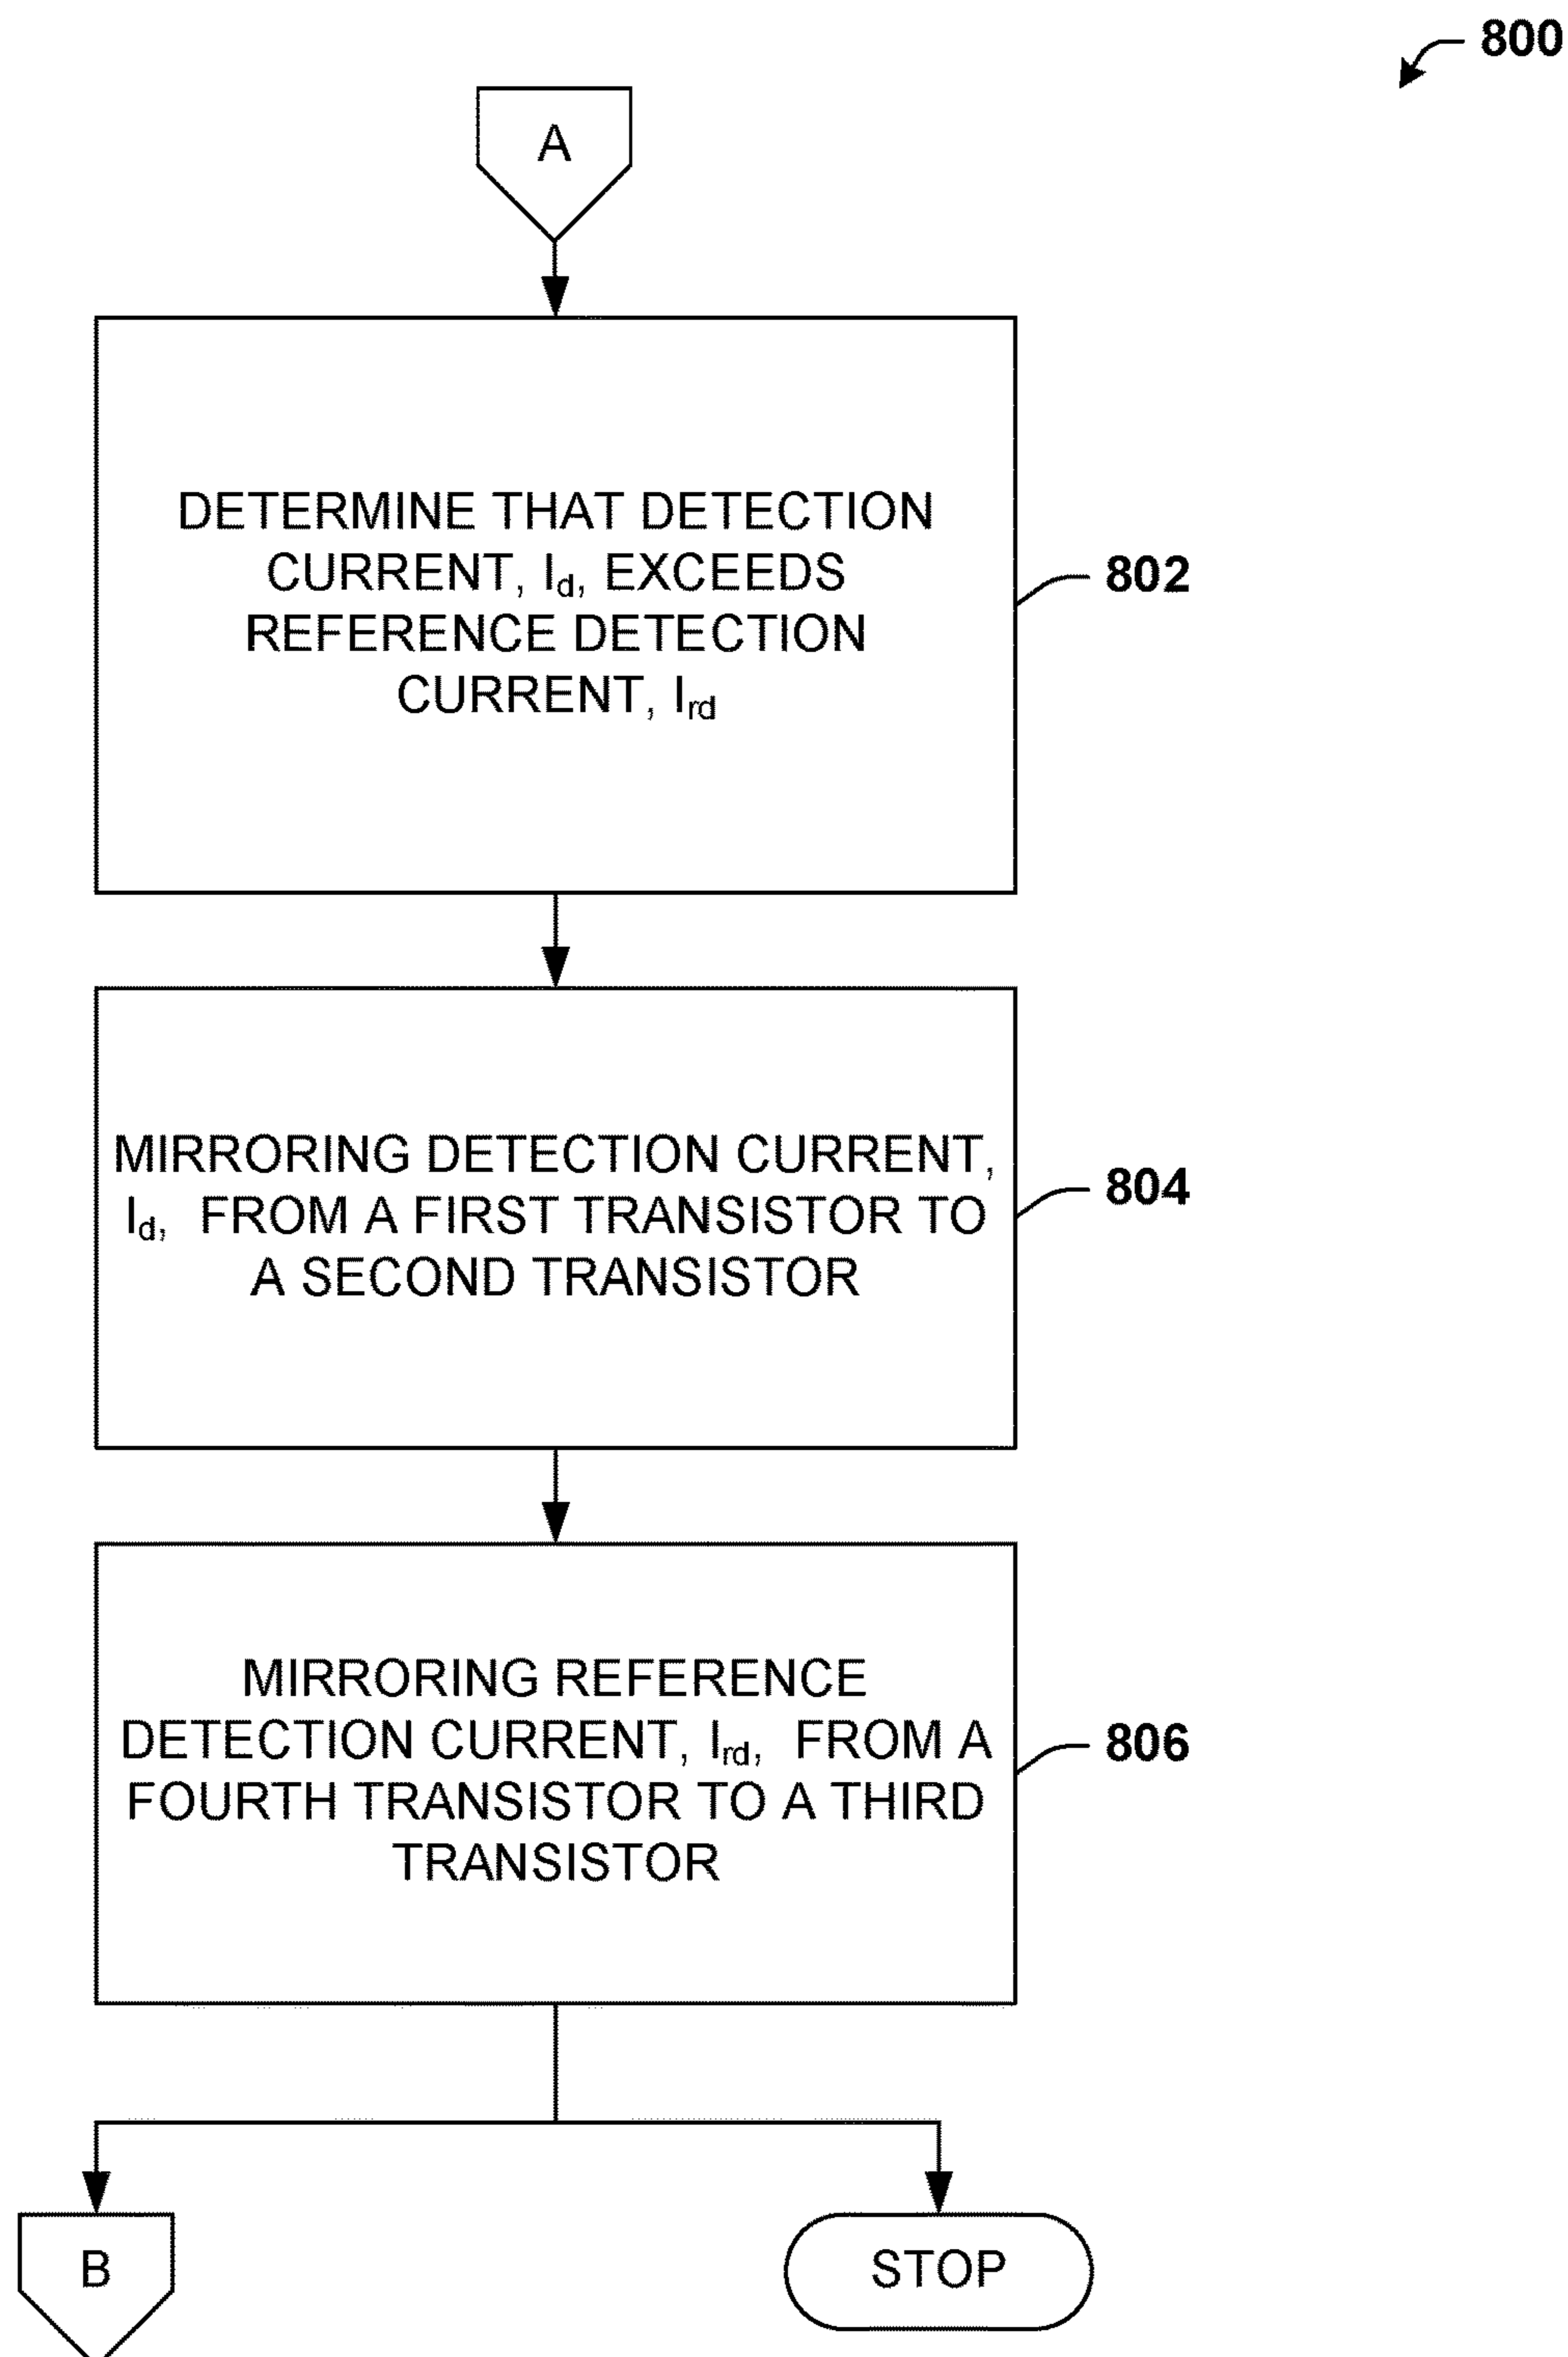 800
A
DETERMINE THAT DETECTION
CURRENT, Id, EXCEEDS
REFERENCE DETECTION
CURRENT, Ird
802
MIRRORING DETECTION CURRENT,
Id, FROM A FIRST TRANSISTOR TO
A SECOND TRANSISTOR
804
MIRRORING REFERENCE
DETECTION CURRENT, Ird, FROM A
FOURTH TRANSISTOR TO A THIRD
TRANSISTOR
806
B
STOP